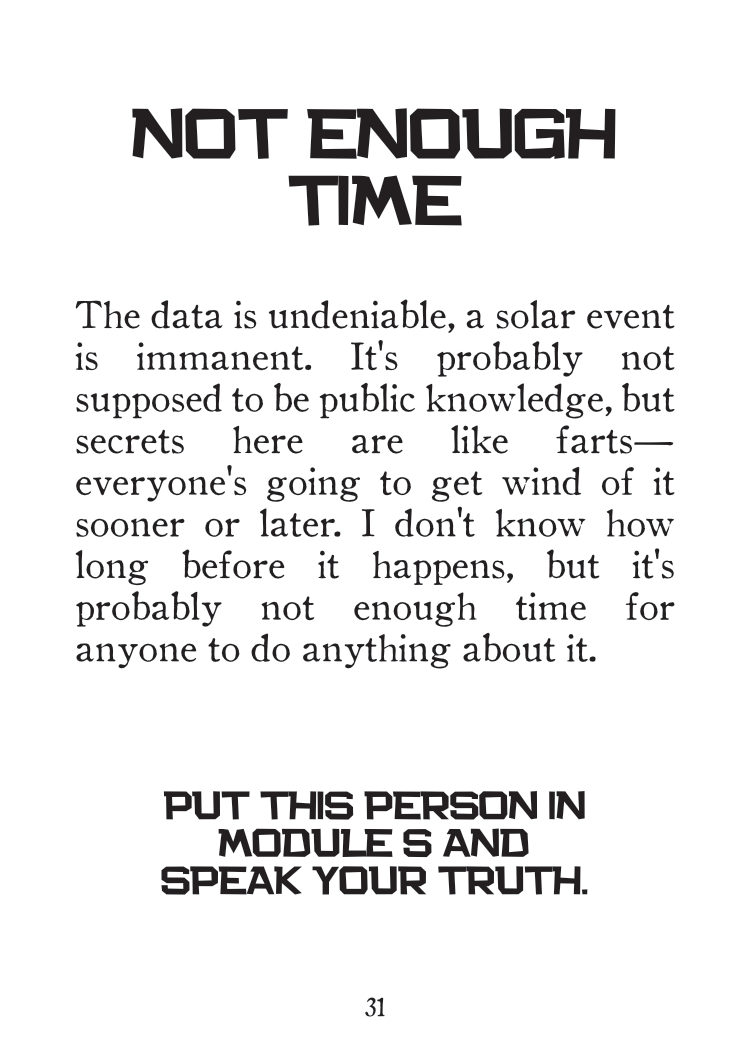 NOT ENOUGH
TIME
The data is undeniable, a solar event
is immanent. It's probably not
supposed to be public knowledge, but
secrets here are like farts—
everyone's going to get wind of it
sooner or later. I don't know how
long before it happens, but it's
probably not enough time for
anyone to do anything about it.
PUT THIS PERSON IN
MODULE S AND
SPEAK YOUR TRUTH.
31